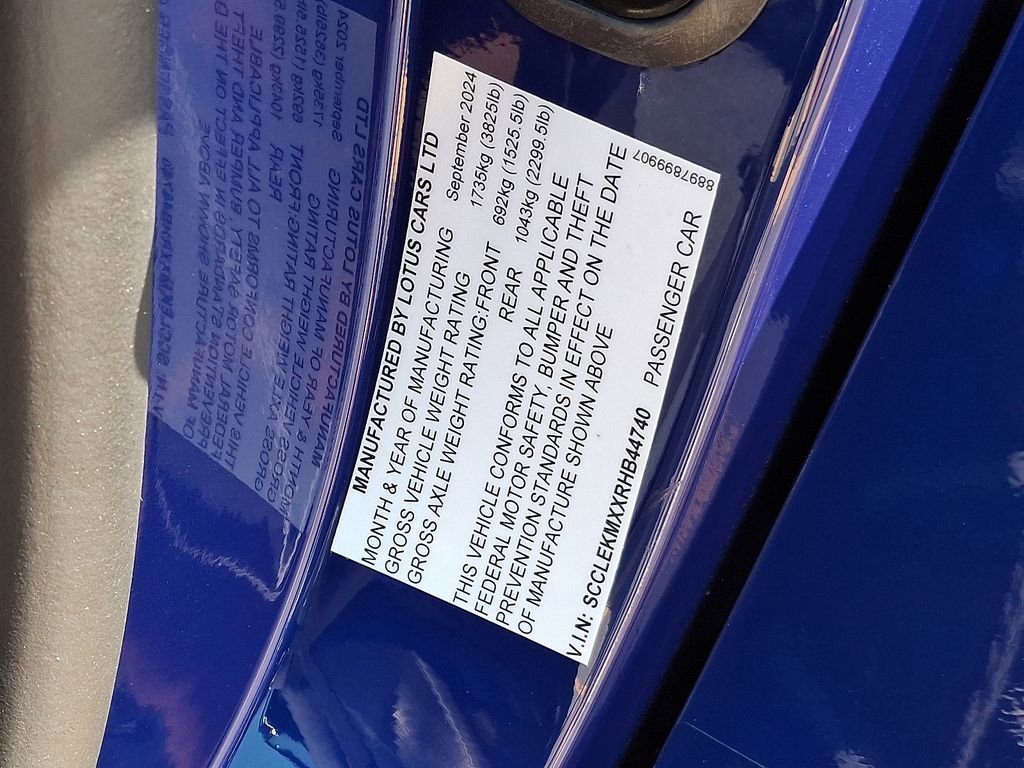 MANUFACTURED BY LOTUS CARS LTD
MONTH & YEAR OF MANUFACTURING September 2024
GROSS VEHICLE WEIGHT RATING 1735kg (3825lb)
GROSS AXLE WEIGHT RATING:FRONT 692kg (1525.5lb)
REAR 1043kg (2299.5lb)
THIS VEHICLE CONFORMS TO ALL APPLICABLE
FEDERAL MOTOR SAFETY, BUMPER AND THEFT
PREVENTION STANDARDS IN EFFECT ON THE DATE
OF MANUFACTURE SHOWN ABOVE
V.I.N: SCCLEKMXXRHB44740 PASSENGER CAR
8897899907